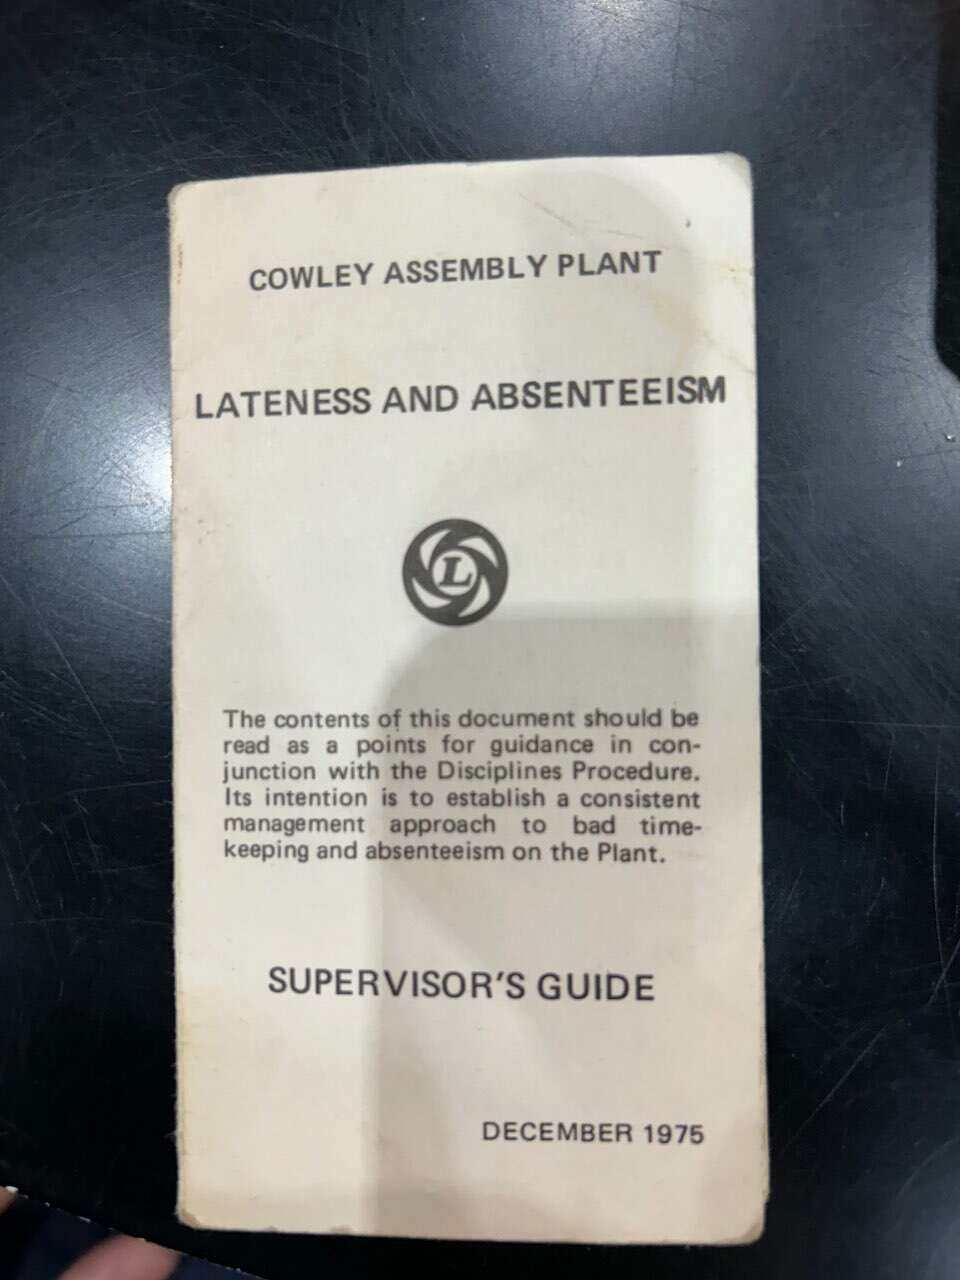 COWLEY ASSEMBLY PLANT
LATENESS AND ABSENTEEISM
L
The contents of this document should be
read as a points for guidance in con-
junction with the Disciplines Procedure.
Its intention is to establish a consistent
management approach to bad time-
keeping and absenteeism on the Plant.
SUPERVISOR'S GUIDE
DECEMBER 1975